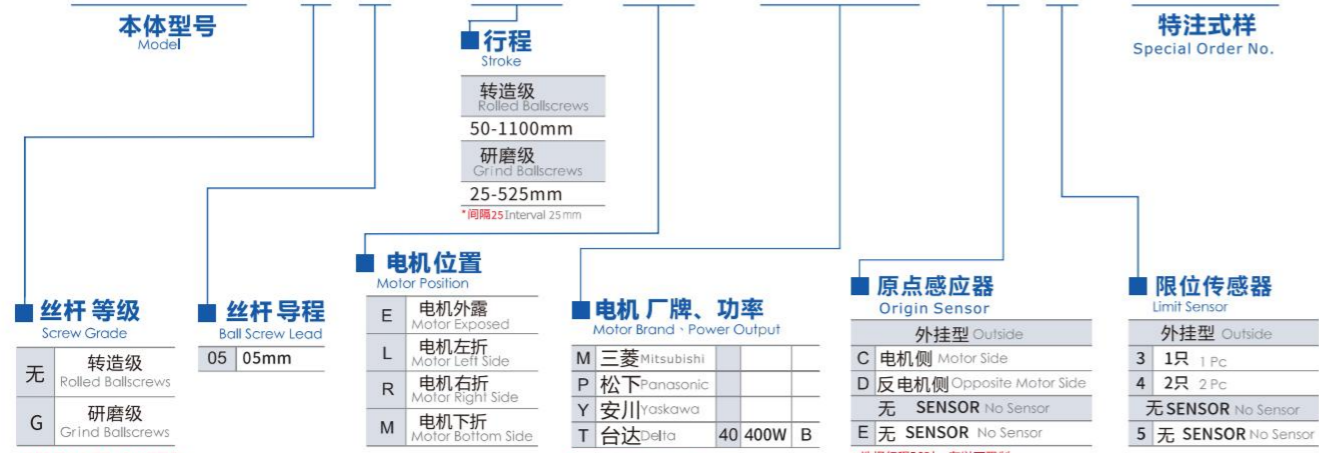 本体型号
Model
特注式样
Special Order No.
行程
Stroke
转造级
Rolled Ballscrews
50-1100mm
研磨级
Grind Ballscrews
25-525mm
*间隔25 Interval 25mm
丝杆 等级
Screw Grade
无 转造级
Rolled Ballscrews
G 研磨级
Grind Ballscrews
丝杆 导程
Ball Screw Lead
05 05mm
电机位置
Motor Position
E 电机外露
Motor Exposed
L 电机左折
Motor Left Side
R 电机右折
Motor Right Side
M 电机下折
Motor Bottom Side
电机 厂牌、功率
Motor Brand、Power Output
M 三菱 Mitsubishi
P 松下 Panasonic
Y 安川 Yaskawa
T 台达 Delta 40 400W B
原点感应器
Origin Sensor
外挂型 Outside
C 电机侧 Motor Side
D 反电机侧 Opposite Motor Side
无 SENSOR No Sensor
E 无 SENSOR No Sensor
限位传感器
Limit Sensor
外挂型 Outside
3 1只 1 Pc
4 2只 2 Pc
无 SENSOR No Sensor
5 无 SENSOR No Sensor